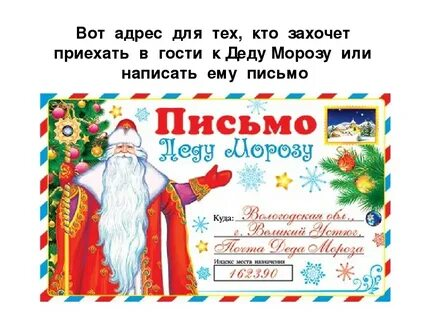 Вот адрес для тех, кто захочет
приехать в гости к Деду Морозу или
написать ему письмо
Письмо
Деду Морозу
Куда: Вологодская обл.,
г. Великий Устюг,
Почта Деда Мороза
Индекс места назначения
162390